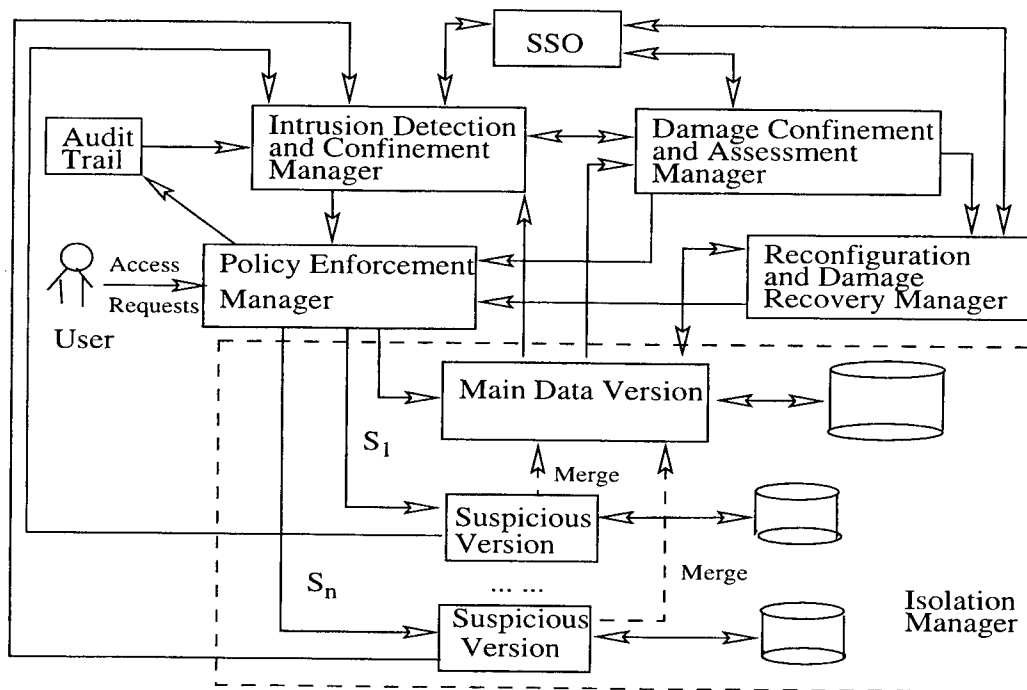 SSO
Intrusion Detection
and Confinement
Manager
Damage Confinement
and Assessment
Manager
Audit
Trail
Policy Enforcement
Manager
Reconfiguration
and Damage
Recovery Manager
Access
Requests
User
Main Data Version
S1
Merge
Suspicious
Version
Merge
Sn
... ...
Suspicious
Version
Isolation
Manager